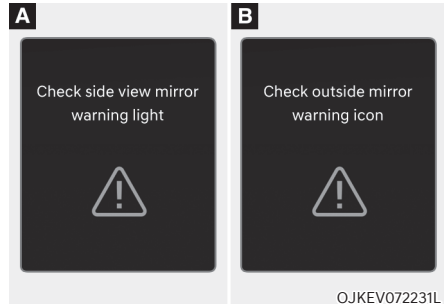 A
Check side view mirror
warning light
B
Check outside mirror
warning icon
OJKEV072231L